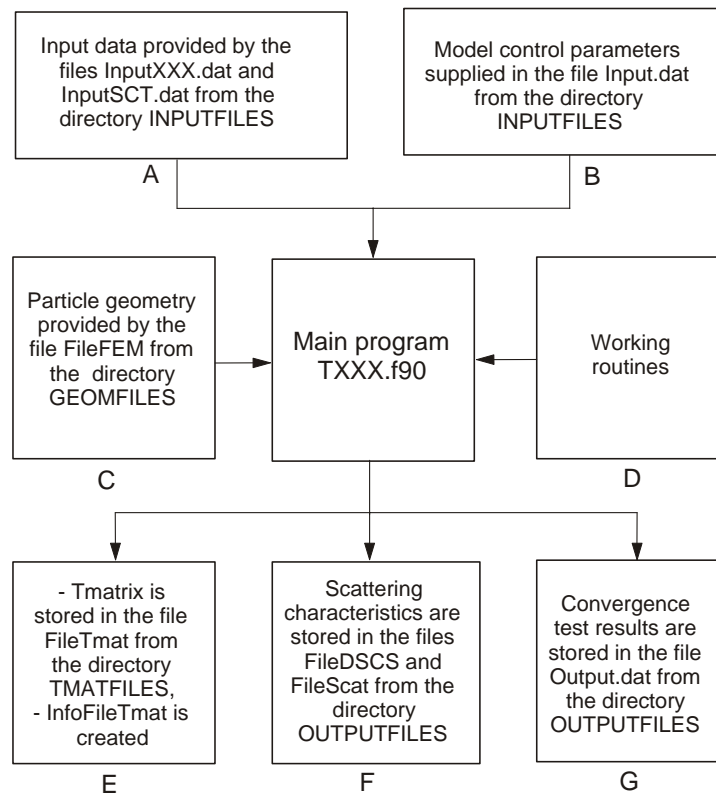 Input data provided by the
files InputXXX.dat and
InputSCT.dat from the
directory INPUTFILES
A
Model control parameters
supplied in the file Input.dat
from the directory
INPUTFILES
B
Particle geometry
provided by the
file FileFEM from
the directory
GEOMFILES
C
Main program
TXXX.f90
Working
routines
D
- Tmatrix is
stored in the file
FileTmat from
the directory
TMATFILES,
- InfoFileTmat is
created
E
Scattering
characteristics are
stored in the files
FileDSCS and
FileScat from the
directory
OUTPUTFILES
F
Convergence
test results are
stored in the file
Output.dat from
the directory
OUTPUTFILES
G